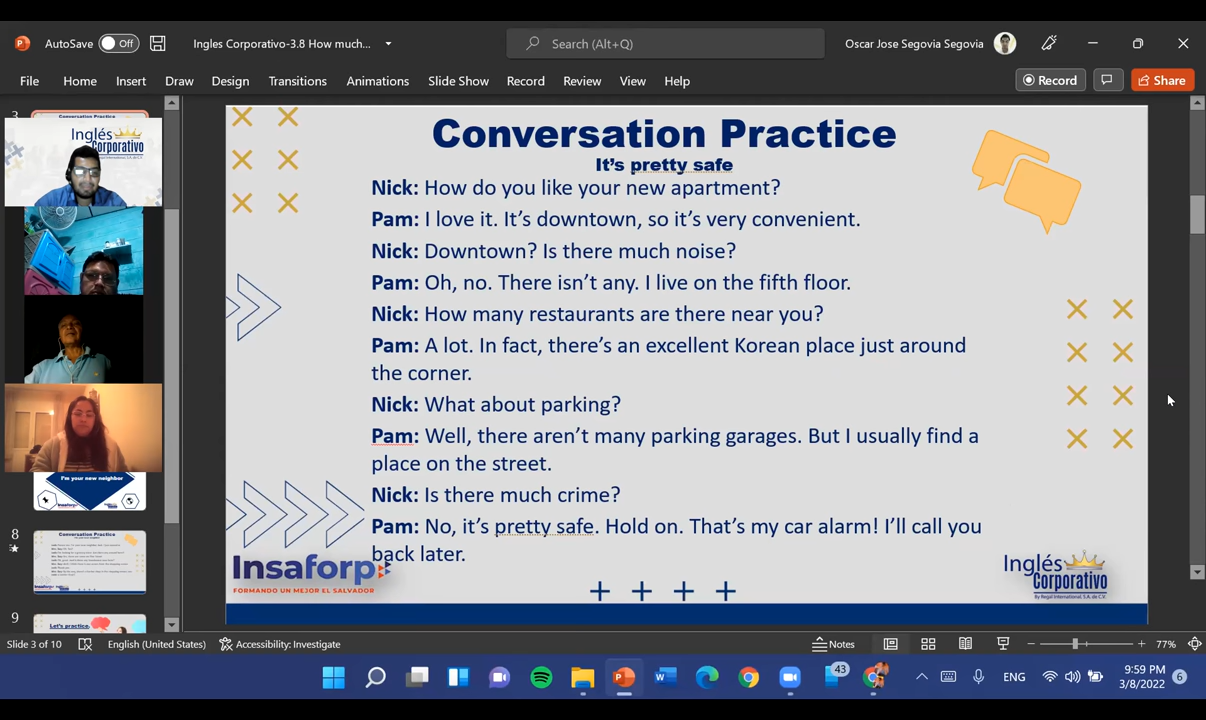 AutoSave Off Ingles Corporativo-3.8 How much... Search (Alt+Q) Oscar Jose Segovia Segovia
File Home Insert Draw Design Transitions Animations Slide Show Record Review View Help Record Share
3
Conversation Practice
Inglés
Corporativo
I'm your new neighbor
Insaforp
8
Conversation Practice
9
Let's practice.
Conversation Practice
It's pretty safe
Nick: How do you like your new apartment?
Pam: I love it. It's downtown, so it's very convenient.
Nick: Downtown? Is there much noise?
Pam: Oh, no. There isn't any. I live on the fifth floor.
Nick: How many restaurants are there near you?
Pam: A lot. In fact, there's an excellent Korean place just around
the corner.
Nick: What about parking?
Pam: Well, there aren't many parking garages. But I usually find a
place on the street.
Nick: Is there much crime?
Pam: No, it's pretty safe. Hold on. That's my car alarm! I'll call you
back later.
Insaforp
FORMANDO UN MEJOR EL SALVADOR
Inglés
Corporativo
By Regal International, S.A. de C.V.
Slide 3 of 10 English (United States) Accessibility: Investigate Notes 77%
43 ENG 9:59 PM 6
3/8/2022